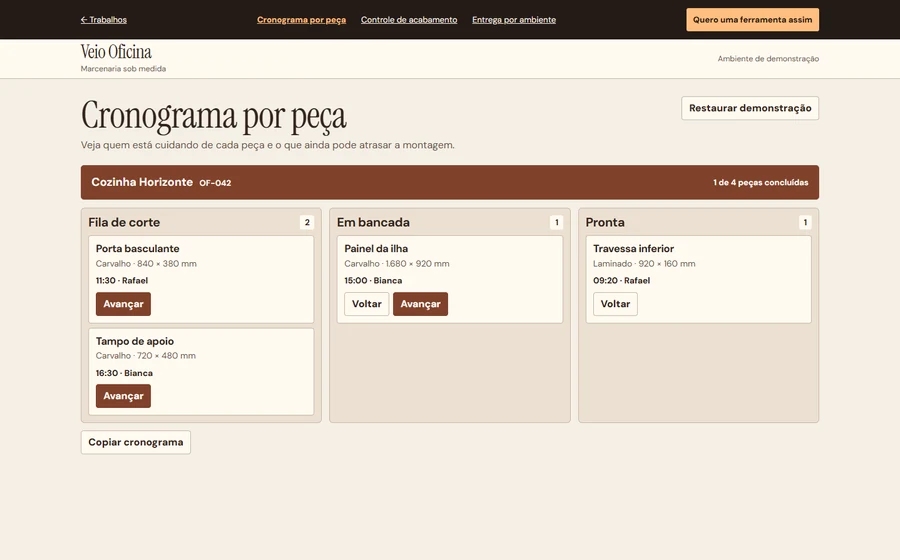 ← Trabalhos
Cronograma por peça
Controle de acabamento
Entrega por ambiente
Quero uma ferramenta assim
Veio Oficina
Marcenaria sob medida
Ambiente de demonstração
Cronograma por peça
Restaurar demonstração
Veja quem está cuidando de cada peça e o que ainda pode atrasar a montagem.
Cozinha Horizonte OF-042
1 de 4 peças concluídas
Fila de corte 2
Porta basculante
Carvalho · 840 × 380 mm
11:30 · Rafael
Avançar
Tampo de apoio
Carvalho · 720 × 480 mm
16:30 · Bianca
Avançar
Em bancada 1
Painel da ilha
Carvalho · 1.680 × 920 mm
15:00 · Bianca
Voltar Avançar
Pronta 1
Travessa inferior
Laminado · 920 × 160 mm
09:20 · Rafael
Voltar
Copiar cronograma